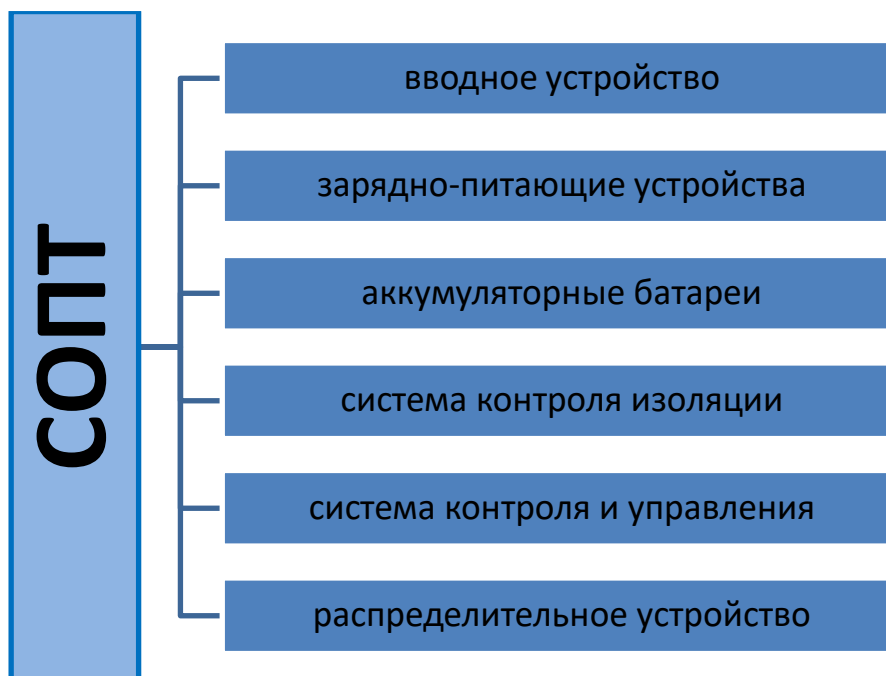 СОПТ
вводное устройство
зарядно-питающие устройства
аккумуляторные батареи
система контроля изоляции
система контроля и управления
распределительное устройство